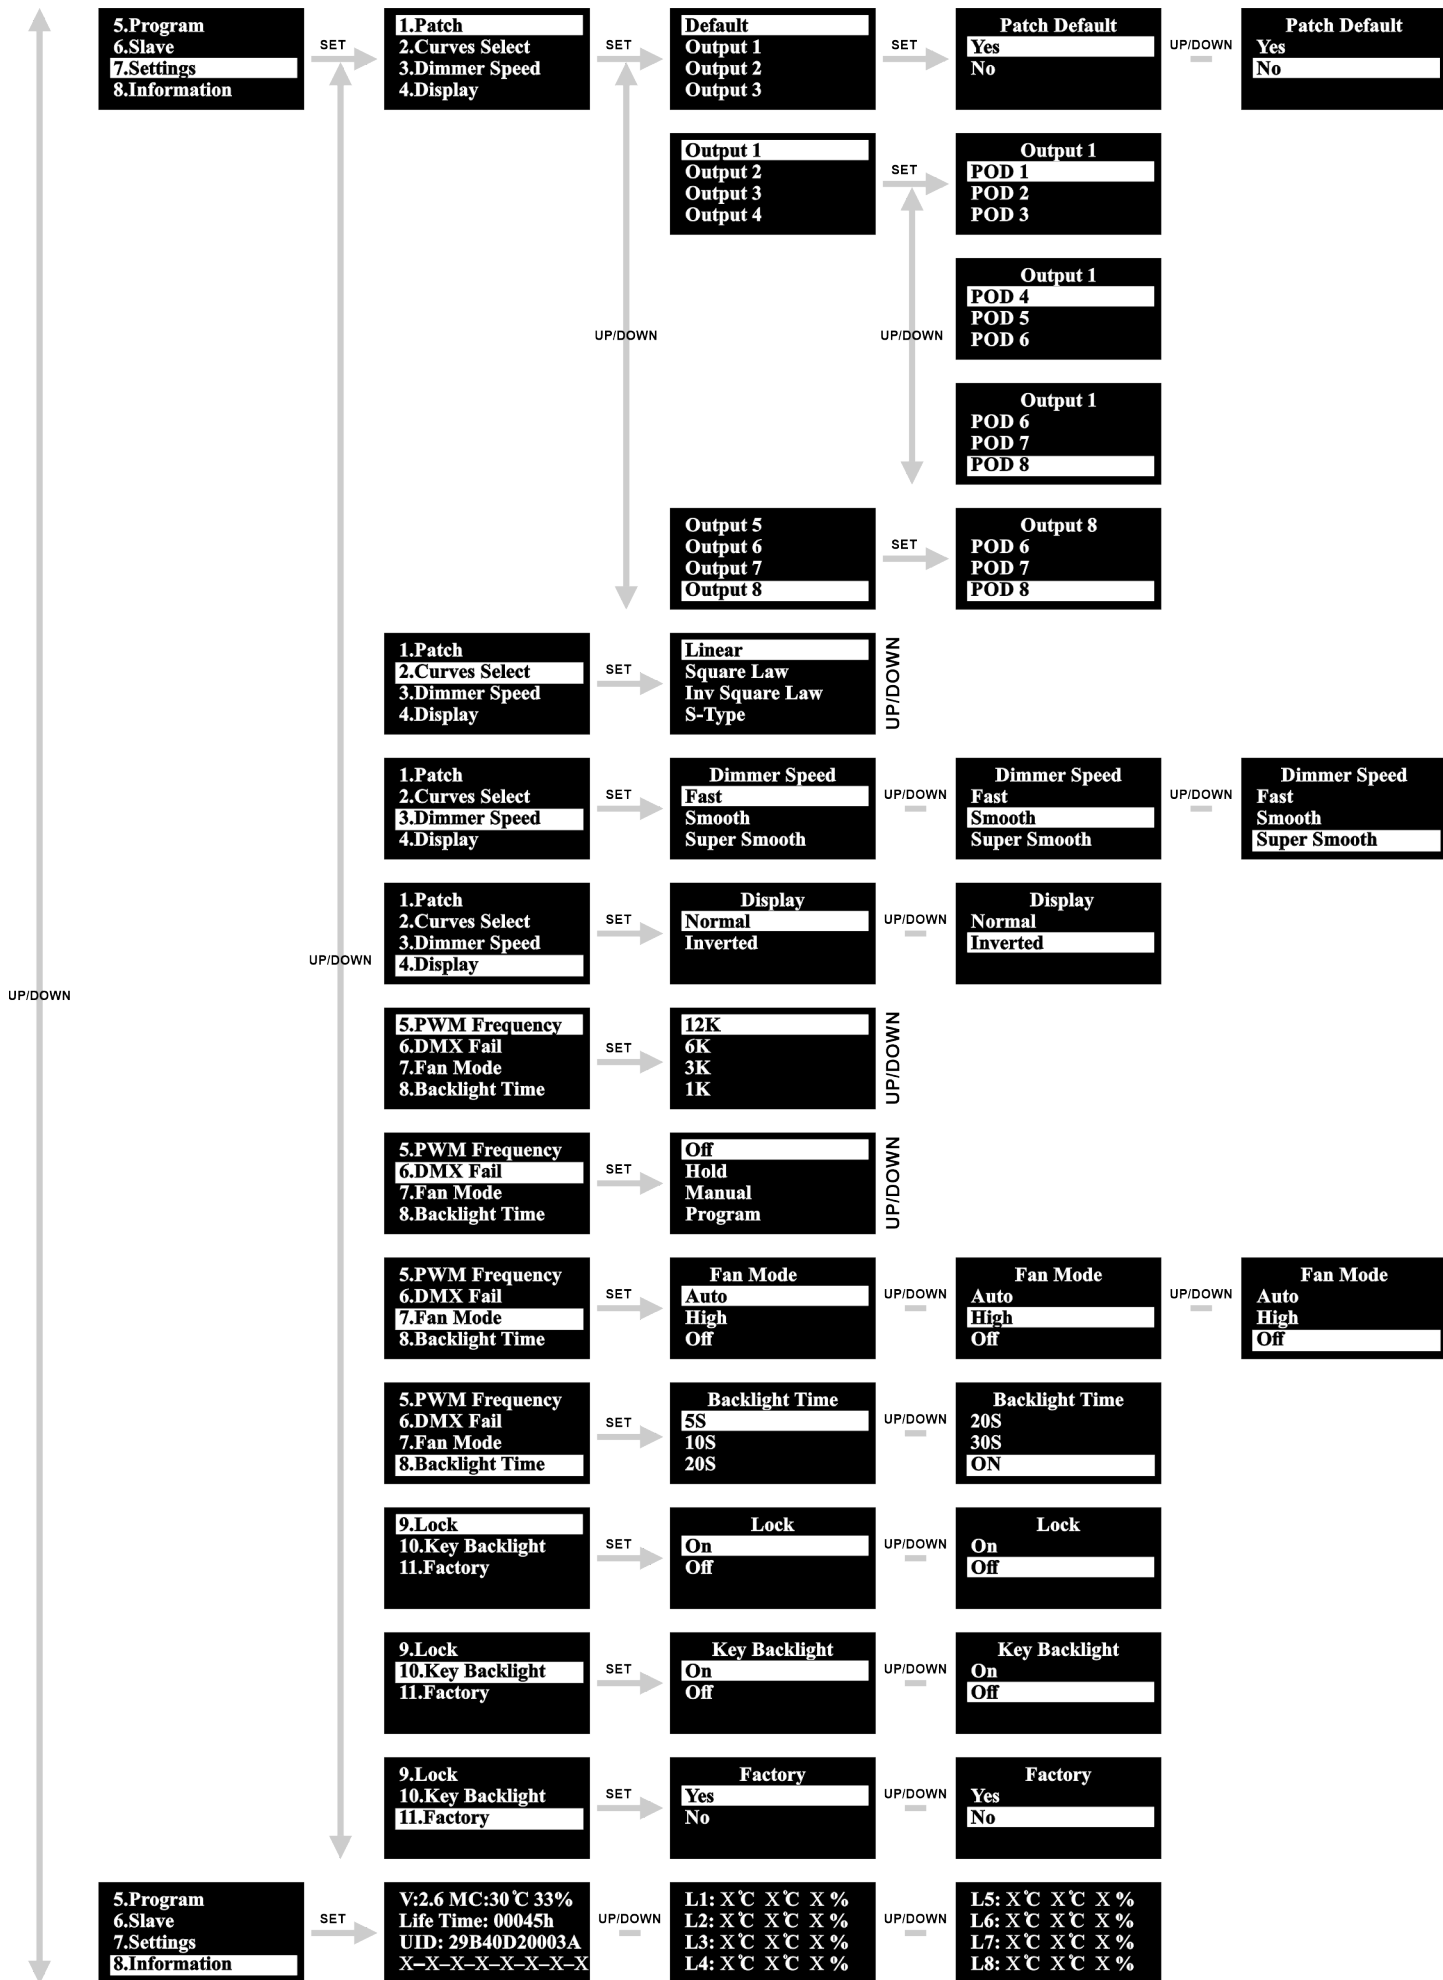 5.Program
6.Slave
7.Settings
8.Information
SET
1.Patch
2.Curves Select
3.Dimmer Speed
4.Display
SET
Default
Output 1
Output 2
Output 3
SET
Patch Default
Yes
No
UP/DOWN
Patch Default
Yes
No
Output 1
Output 2
Output 3
Output 4
SET
Output 1
POD 1
POD 2
POD 3
Output 1
POD 4
POD 5
POD 6
UP/DOWN
UP/DOWN
Output 1
POD 6
POD 7
POD 8
Output 5
Output 6
Output 7
Output 8
SET
Output 8
POD 6
POD 7
POD 8
1.Patch
2.Curves Select
3.Dimmer Speed
4.Display
SET
Linear
Square Law
Inv Square Law
S-Type
UP/DOWN
1.Patch
2.Curves Select
3.Dimmer Speed
4.Display
SET
Dimmer Speed
Fast
Smooth
Super Smooth
UP/DOWN
Dimmer Speed
Fast
Smooth
Super Smooth
UP/DOWN
Dimmer Speed
Fast
Smooth
Super Smooth
1.Patch
2.Curves Select
3.Dimmer Speed
4.Display
SET
Display
Normal
Inverted
UP/DOWN
Display
Normal
Inverted
UP/DOWN
UP/DOWN
5.PWM Frequency
6.DMX Fail
7.Fan Mode
8.Backlight Time
SET
12K
6K
3K
1K
UP/DOWN
5.PWM Frequency
6.DMX Fail
7.Fan Mode
8.Backlight Time
SET
Off
Hold
Manual
Program
UP/DOWN
5.PWM Frequency
6.DMX Fail
7.Fan Mode
8.Backlight Time
SET
Fan Mode
Auto
High
Off
UP/DOWN
Fan Mode
Auto
High
Off
UP/DOWN
Fan Mode
Auto
High
Off
5.PWM Frequency
6.DMX Fail
7.Fan Mode
8.Backlight Time
SET
Backlight Time
5S
10S
20S
UP/DOWN
Backlight Time
20S
30S
ON
9.Lock
10.Key Backlight
11.Factory
SET
Lock
On
Off
UP/DOWN
Lock
On
Off
9.Lock
10.Key Backlight
11.Factory
SET
Key Backlight
On
Off
UP/DOWN
Key Backlight
On
Off
9.Lock
10.Key Backlight
11.Factory
SET
Factory
Yes
No
UP/DOWN
Factory
Yes
No
5.Program
6.Slave
7.Settings
8.Information
SET
V:2.6 MC:30℃ 33%
Life Time: 00045h
UID: 29B40D20003A
X–X–X–X–X–X–X–X
UP/DOWN
L1: X℃ X℃ X %
L2: X℃ X℃ X %
L3: X℃ X℃ X %
L4: X℃ X℃ X %
UP/DOWN
L5: X℃ X℃ X %
L6: X℃ X℃ X %
L7: X℃ X℃ X %
L8: X℃ X℃ X %